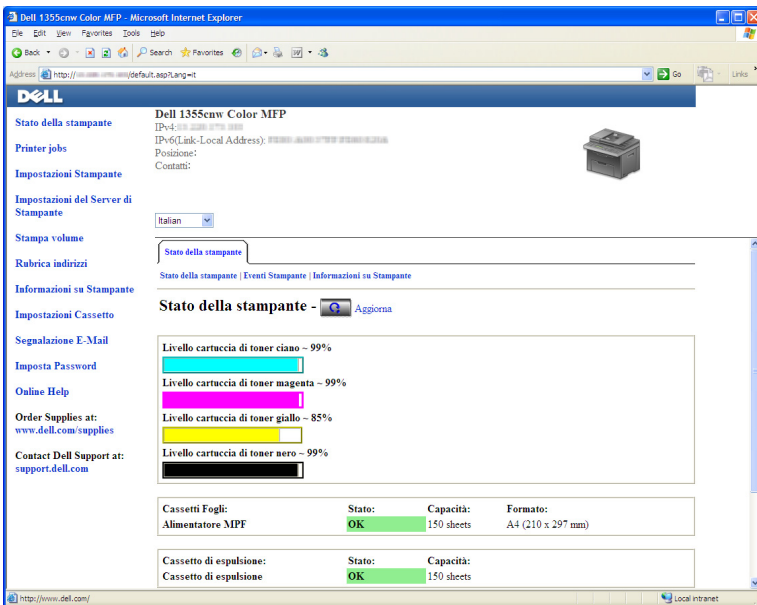 Dell 1355cnw Color MFP - Microsoft Internet Explorer
File Edit View Favorites Tools Help
Back Search Favorites
Address http:// /default.asp?Lang=it Go Links
DELL
Dell 1355cnw Color MFP
IPv4:
IPv6(Link-Local Address):
Posizione:
Contatti:
Italian
Stato della stampante
Printer jobs
Impostazioni Stampante
Impostazioni del Server di
Stampante
Stampa volume
Rubrica indirizzi
Informazioni su Stampante
Impostazioni Cassetto
Segnalazione E-Mail
Imposta Password
Online Help
Order Supplies at:
www.dell.com/supplies
Contact Dell Support at:
support.dell.com
Stato della stampante
Stato della stampante | Eventi Stampante | Informazioni su Stampante
Stato della stampante - Aggiorna
Livello cartuccia di toner ciano ~ 99%
Livello cartuccia di toner magenta ~ 99%
Livello cartuccia di toner giallo ~ 85%
Livello cartuccia di toner nero ~ 99%
Cassetti Fogli: Stato: Capacità: Formato:
Alimentatore MPF OK 150 sheets A4 (210 x 297 mm)
Cassetto di espulsione: Stato: Capacità:
Cassetto di espulsione OK 150 sheets
http://www.dell.com/ Local intranet